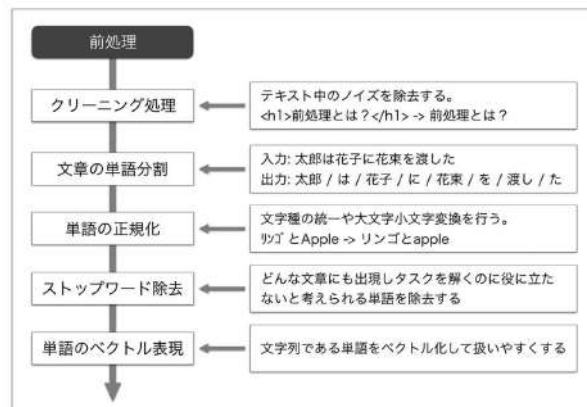 前処理
クリーニング処理
テキスト中のノイズを除去する。
<h1>前処理とは？</h1> -> 前処理とは？
文章の単語分割
入力: 太郎は花子に花束を渡した
出力: 太郎 / は / 花子 / に / 花束 / を / 渡し / た
単語の正規化
文字種の統一や大文字小文字変換を行う。
ﾘﾝｺﾞ とApple -> リンゴとapple
ストップワード除去
どんな文章にも出現しタスクを解くのに役に立た
ないと考えられる単語を除去する
単語のベクトル表現
文字列である単語をベクトル化して扱いやすくする